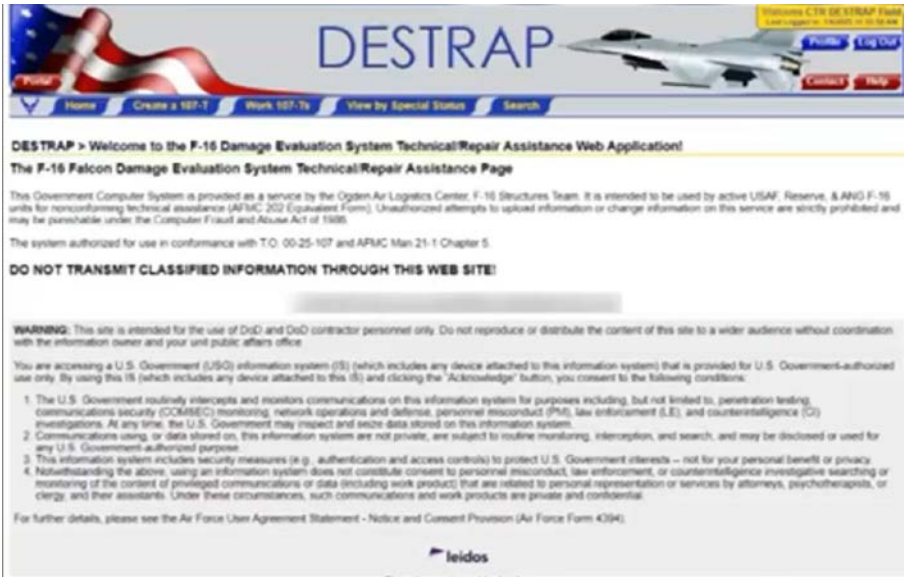 Welcome CTR DESTRAP Field
DESTRAP
Profile
Log Out
Portal
Contact
Help
Home
Create a 107-T
Work 107-Ts
View by Special Status
Search
DESTRAP > Welcome to the F-16 Damage Evaluation System Technical/Repair Assistance Web Application!
The F-16 Falcon Damage Evaluation System Technical/Repair Assistance Page
This Government Computer System is provided as a service by the Ogden Air Logistics Center, F-16 Structures Team. It is intended to be used by active USAF, Reserve, & ANG F-16
units for nonconforming technical assistance (AFMC 202 Equivalent Form). Unauthorized attempts to upload information or change information on this service are strictly prohibited and
may be punishable under the Computer Fraud and Abuse Act of 1986.
The system authorized for use in conformance with T.O. 00-25-107 and AFMC Man 21-1 Chapter 5.
DO NOT TRANSMIT CLASSIFIED INFORMATION THROUGH THIS WEB SITE!
WARNING: This site is intended for the use of DoD and DoD contractor personnel only. Do not reproduce or distribute the content of this site to a wider audience without coordination
with the information owner and your unit public affairs office
You are accessing a U.S. Government (USG) information system (IS) (which includes any device attached to this information system) that is provided for U.S. Government-authorized
use only. By using this IS (which includes any device attached to this IS) and clicking the "Acknowledge" button, you consent to the following conditions:
1. The U.S. Government routinely intercepts and monitors communications on this information system for purposes including, but not limited to, penetration testing,
communications security (COMSEC) monitoring, network operations and defense, personnel misconduct (PM), law enforcement (LE), and counterintelligence (CI)
investigations. At any time, the U.S. Government may inspect and seize data stored on this information system.
2. Communications using, or data stored on, this information system are not private, are subject to routine monitoring, interception, and search, and may be disclosed or used for
any U.S. Government-authorized purpose.
3. This information system includes security measures (e.g., authentication and access controls) to protect U.S. Government interests -- not for your personal benefit or privacy.
4. Notwithstanding the above, using an information system does not constitute consent to personnel misconduct, law enforcement, or counterintelligence investigative searching or
monitoring of the content of privileged communications or data (including work product) that are related to personal representation or services by attorneys, psychotherapists, or
clergy, and their assistants. Under these circumstances, such communications and work products are private and confidential.
For further details, please see the Air Force User Agreement Statement - Notice and Consent Provision (Air Force Form 4394).
leidos